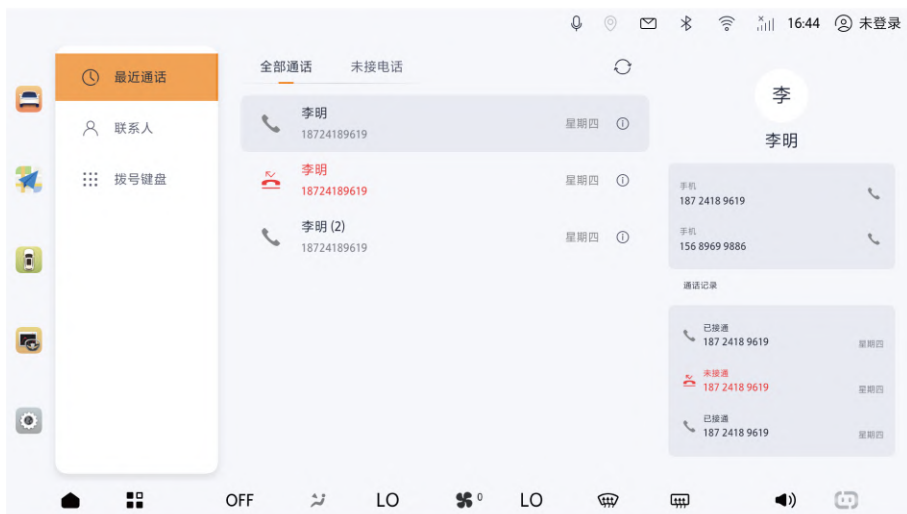 16:44
未登录
最近通话
联系人
拨号键盘
全部通话 未接电话
李明
18724189619
星期四
李明
18724189619
星期四
李明 (2)
18724189619
星期四
李
李明
手机
187 2418 9619
手机
156 8969 9886
通话记录
已接通
187 2418 9619
星期四
未接通
187 2418 9619
星期四
已接通
187 2418 9619
星期四
OFF LO 0 LO